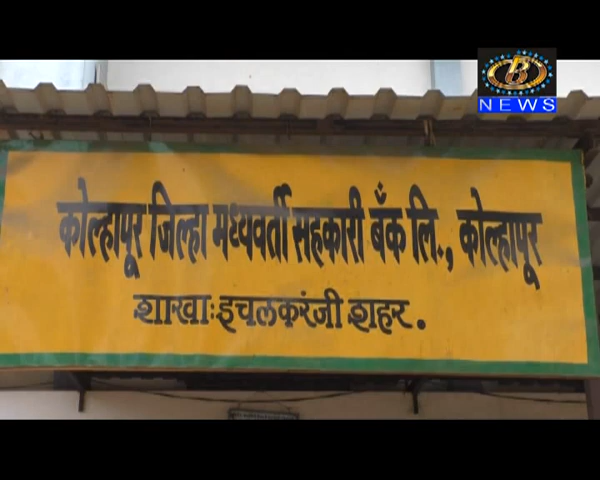 B
NEWS
कोल्हापूर जिल्हा मध्यवर्ती सहकारी बँक लि., कोल्हापूर
शाखाः इचलकरंजी शहर.